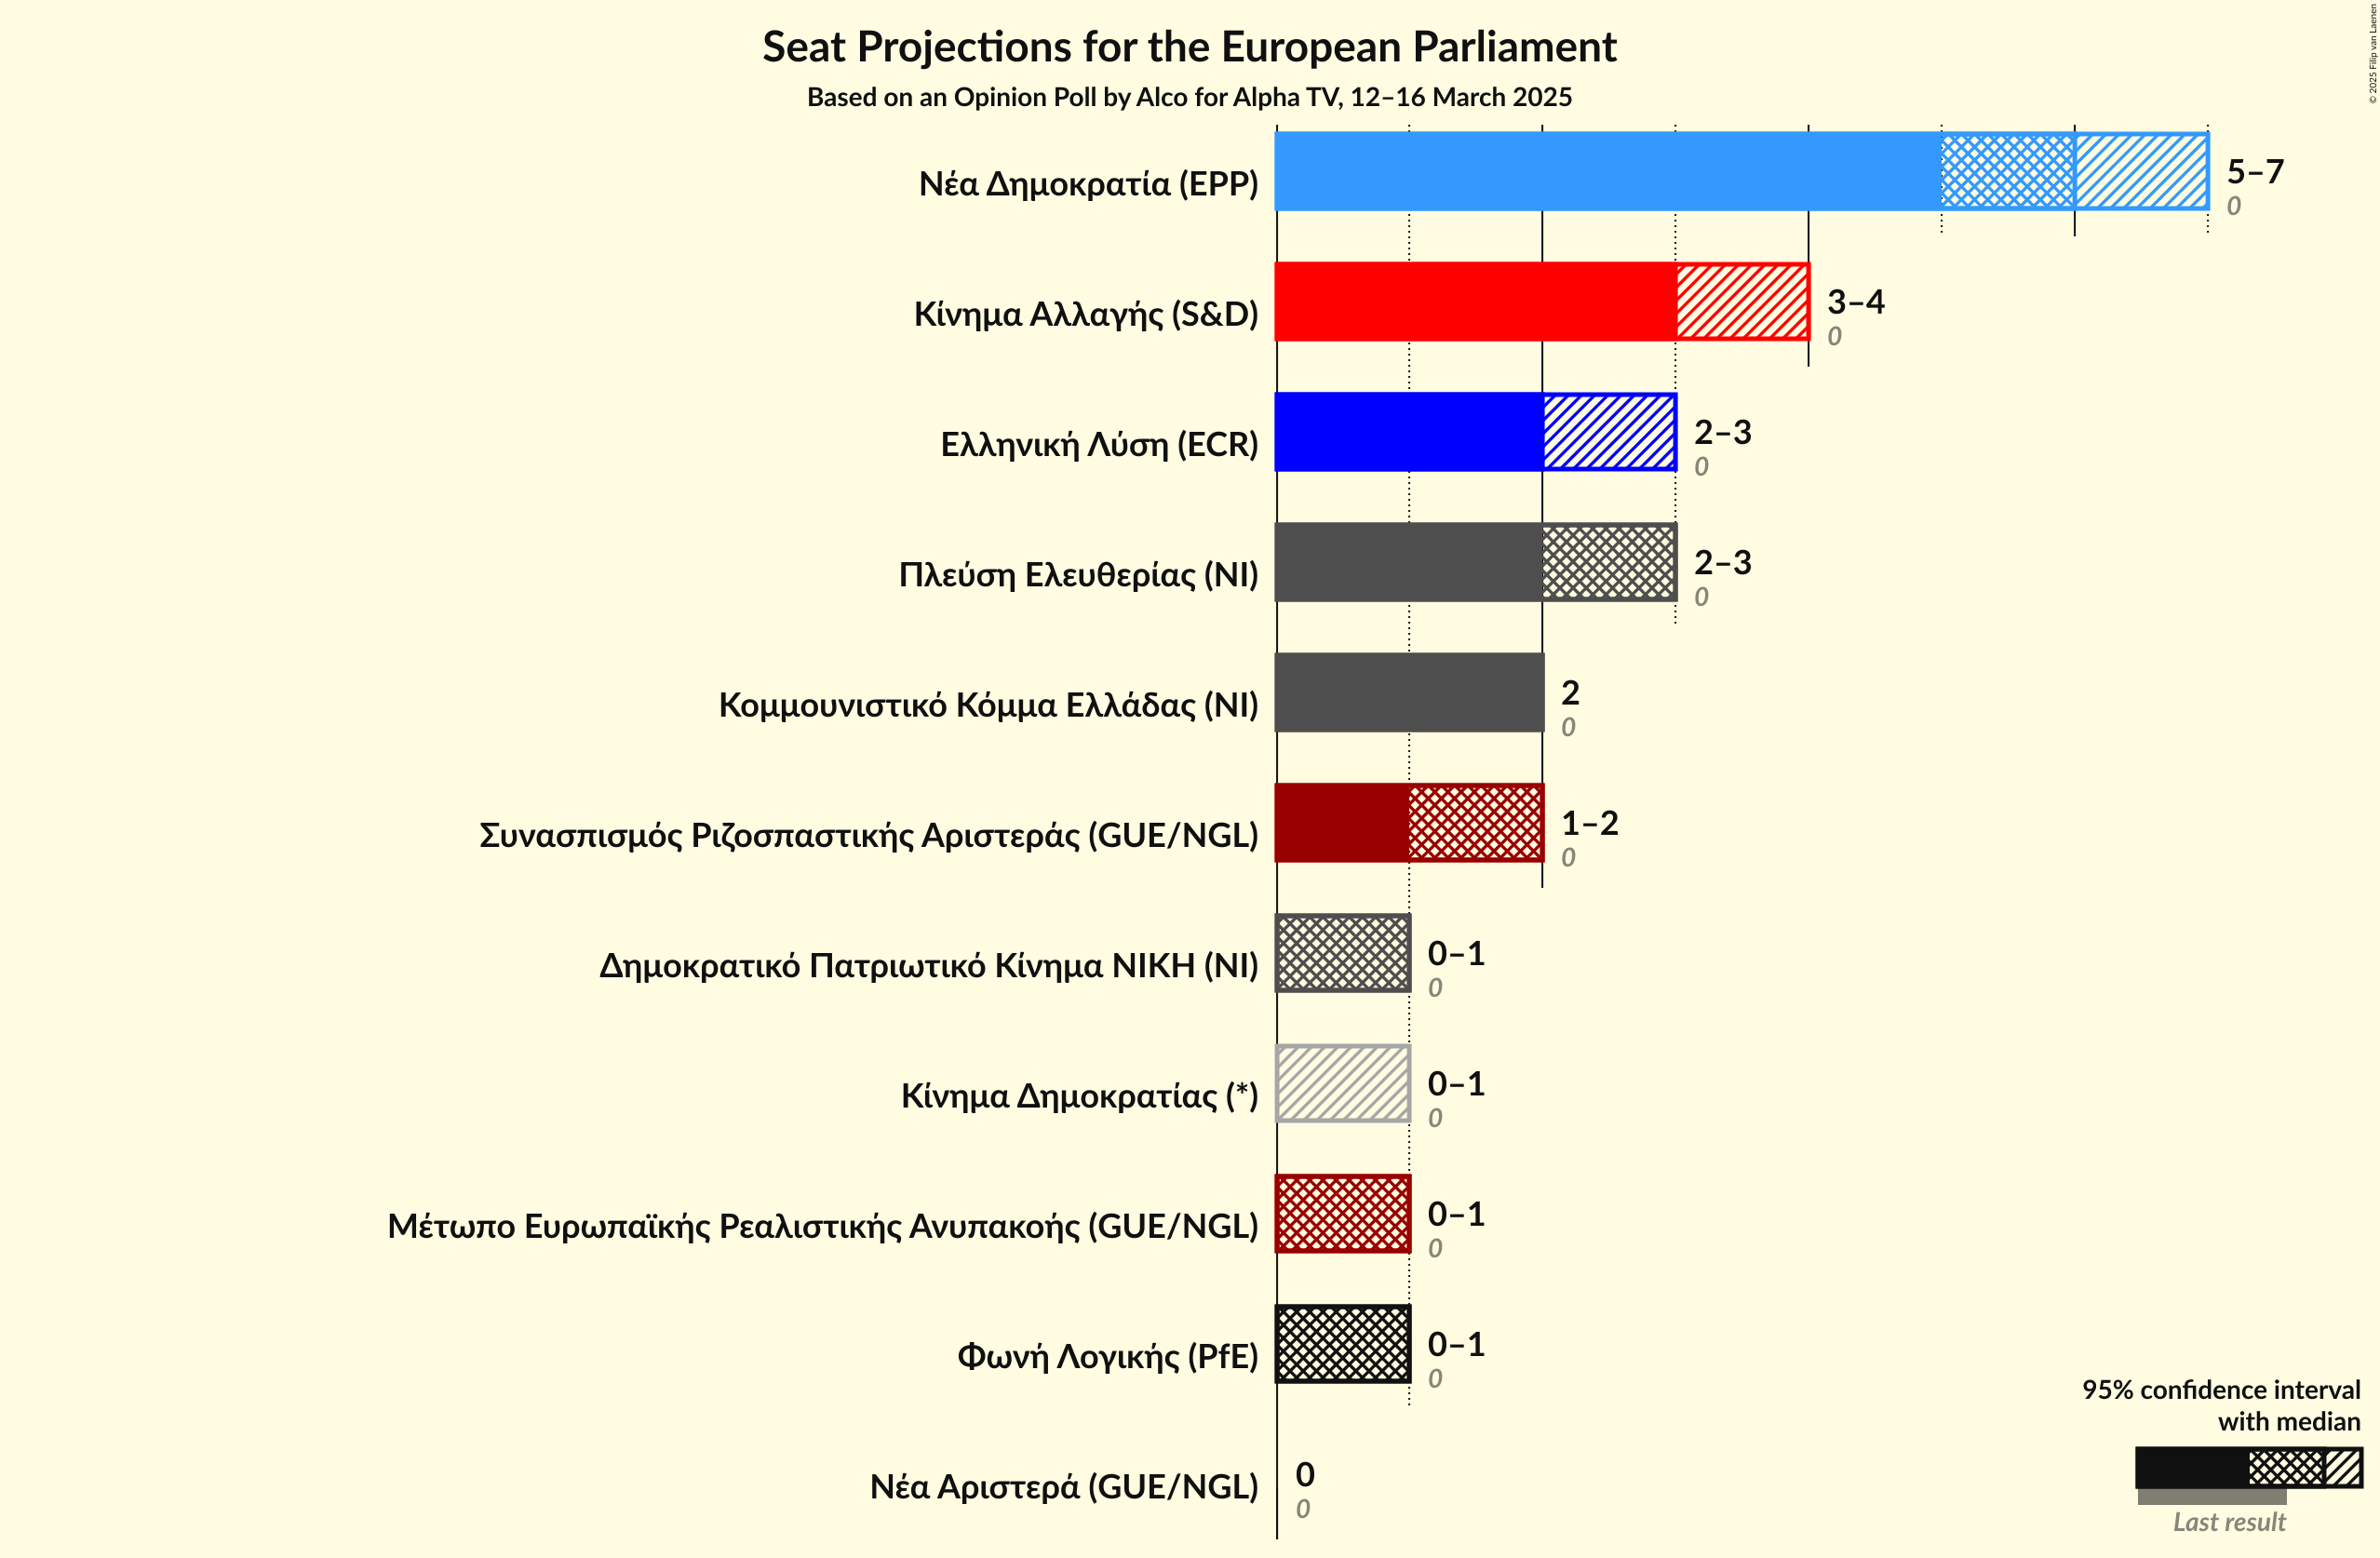 Seat Projections for the European Parliament
Based on an Opinion Poll by Alco for Alpha TV, 12–16 March 2025
© 2025 Filip van Laenen
Νέα Δημοκρατία (EPP)
5–7
0
Κίνημα Αλλαγής (S&D)
3–4
0
Ελληνική Λύση (ECR)
2–3
0
Πλεύση Ελευθερίας (NI)
2–3
0
Κομμουνιστικό Κόμμα Ελλάδας (NI)
2
0
Συνασπισμός Ριζοσπαστικής Αριστεράς (GUE/NGL)
1–2
0
Δημοκρατικό Πατριωτικό Κίνημα ΝΙΚΗ (NI)
0–1
0
Κίνημα Δημοκρατίας (*)
0–1
0
Μέτωπο Ευρωπαϊκής Ρεαλιστικής Ανυπακοής (GUE/NGL)
0–1
0
Φωνή Λογικής (PfE)
0–1
0
Νέα Αριστερά (GUE/NGL)
0
0
95% confidence interval
with median
Last result